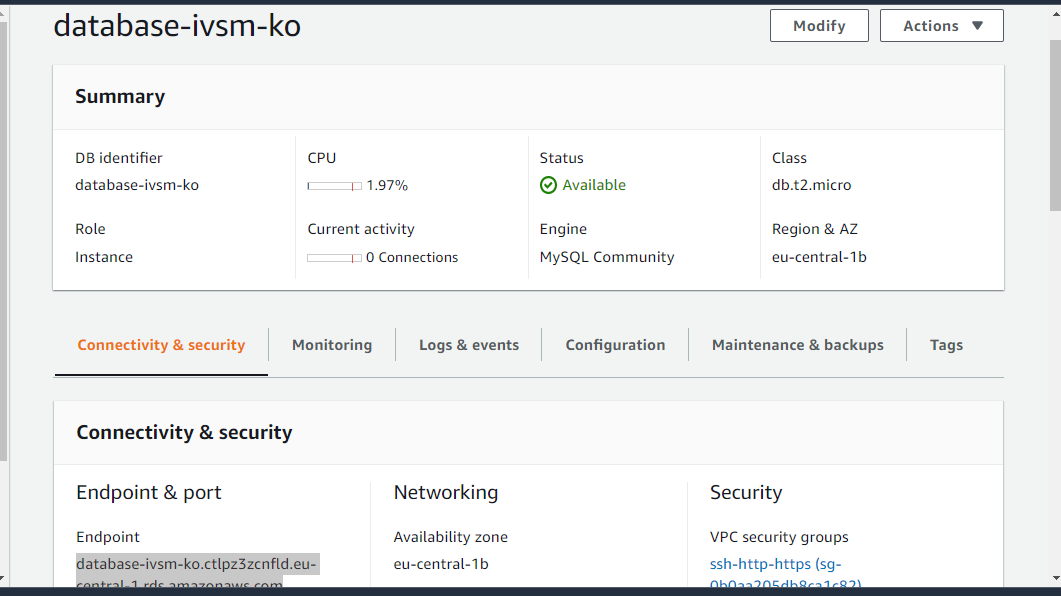 database-ivsm-ko
Modify
Actions
Summary
DB identifier
database-ivsm-ko
CPU
1.97%
Status
Available
Class
db.t2.micro
Role
Instance
Current activity
0 Connections
Engine
MySQL Community
Region & AZ
eu-central-1b
Connectivity & security
Monitoring
Logs & events
Configuration
Maintenance & backups
Tags
Connectivity & security
Endpoint & port
Endpoint
database-ivsm-ko.ctlpz3zcnfld.eu-
central-1.rds.amazonaws.com
Networking
Availability zone
eu-central-1b
Security
VPC security groups
ssh-http-https (sg-
0b0aa205db8ca1c82)